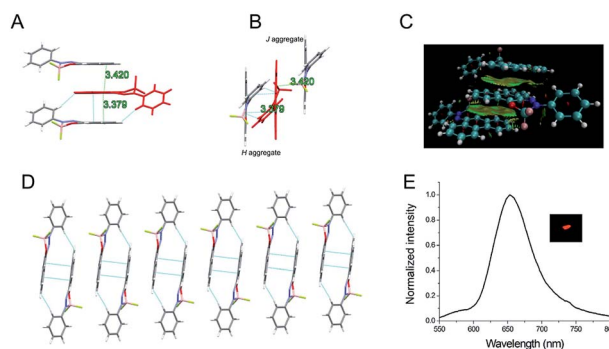 A
3.420
3.379
B
J aggregate
3.420
3.379
H aggregate
C
D
E
Normalized intensity
1.0
0.8
0.6
0.4
0.2
0.0
550
600
650
700
750
800
Wavelength (nm)